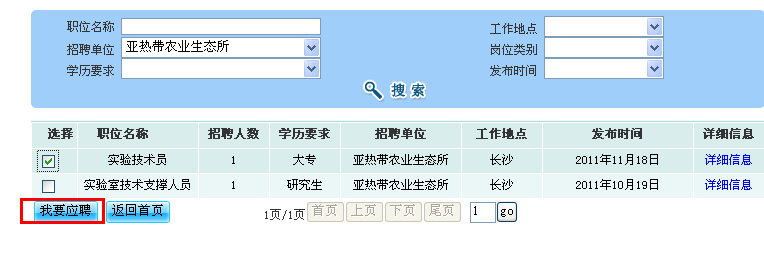 职位名称 工作地点
招聘单位 亚热带农业生态所 岗位类别
学历要求 发布时间
搜索
选择 职位名称 招聘人数 学历要求 招聘单位 工作地点 发布时间 详细信息
实验技术员 1 大专 亚热带农业生态所 长沙 2011年11月18日 详细信息
实验室技术支撑人员 1 研究生 亚热带农业生态所 长沙 2011年10月19日 详细信息
我要应聘 返回首页 1页/1页 首页 上页 下页 尾页 1 go